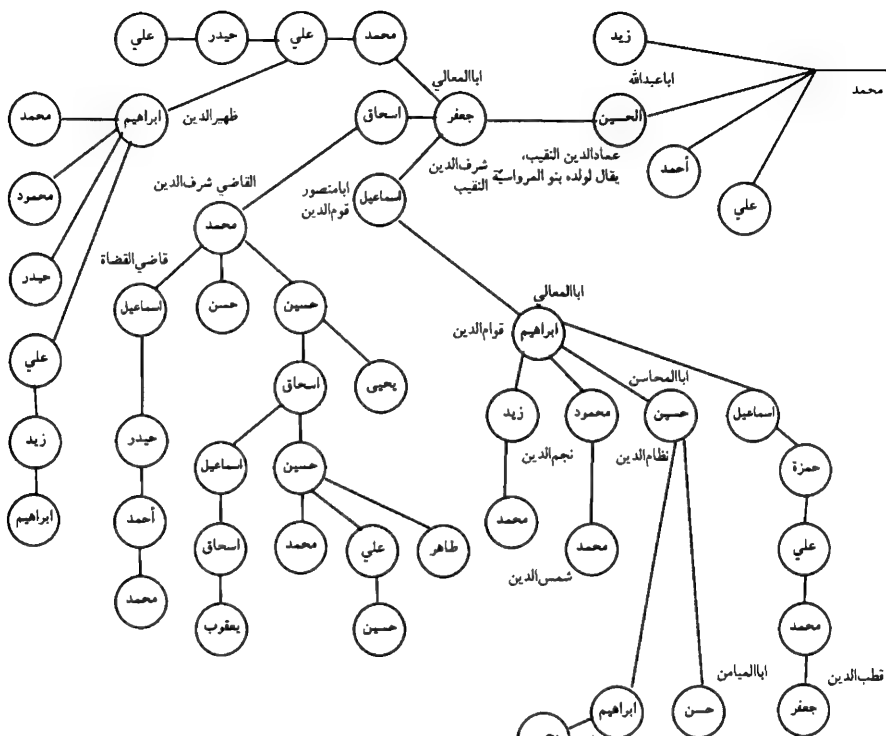 زيد
محمد
علي
حيدر
علي
محمد
اباعبدالله
اباالمعالي
الحسين
جعفر
اسحاق
ظهيرالدين
ابراهيم
محمد
أحمد
عمادالدين النقيب،
يقال لولده بنو المرواسيّة
شرف‌الدين
النقيب
علي
اسماعيل
ابامنصور
قوم‌الدين
القاضي شرف‌الدين
محمود
محمد
قاضي‌القضاة
حيدر
اباالمعالي
ابراهيم
قوام‌الدين
حسين
حسن
اسماعيل
علي
يحيى
اسحاق
اباالمحاسن
اسماعيل
حسين
نظام‌الدين
محمود
نجم‌الدين
زيد
حيدر
زيد
حمزة
حسين
اسماعيل
محمد
أحمد
ابراهيم
علي
محمد
شمس‌الدين
طاهر
علي
محمد
اسحاق
محمد
محمد
حسين
يعقوب
قطب‌الدين
جعفر
اباالميامن
حسن
ابراهيم